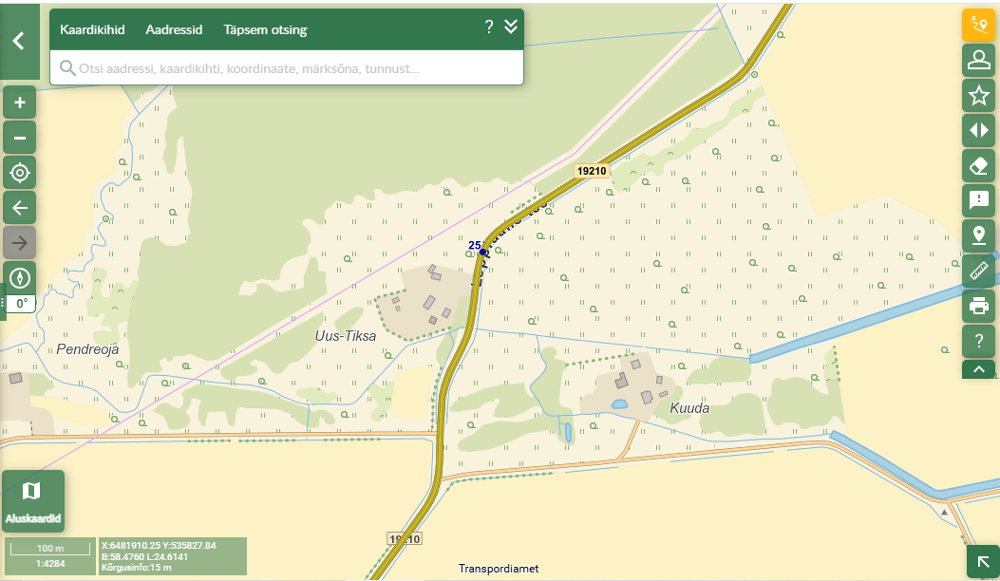 Kaardikihid Aadressid Täpsem otsing ?
Otsi aadressi, kaardikihti, koordinaate, märksõna, tunnust...
19210
Uus-Tiksa
Pendreoja
Kuuda
0°
?
Aluskaardid
19210
100 m
1:4284
X:6481910.25 Y:535827.84
B:58.4760 L:24.6141
Kõrgusinfo:15 m
Transpordiamet